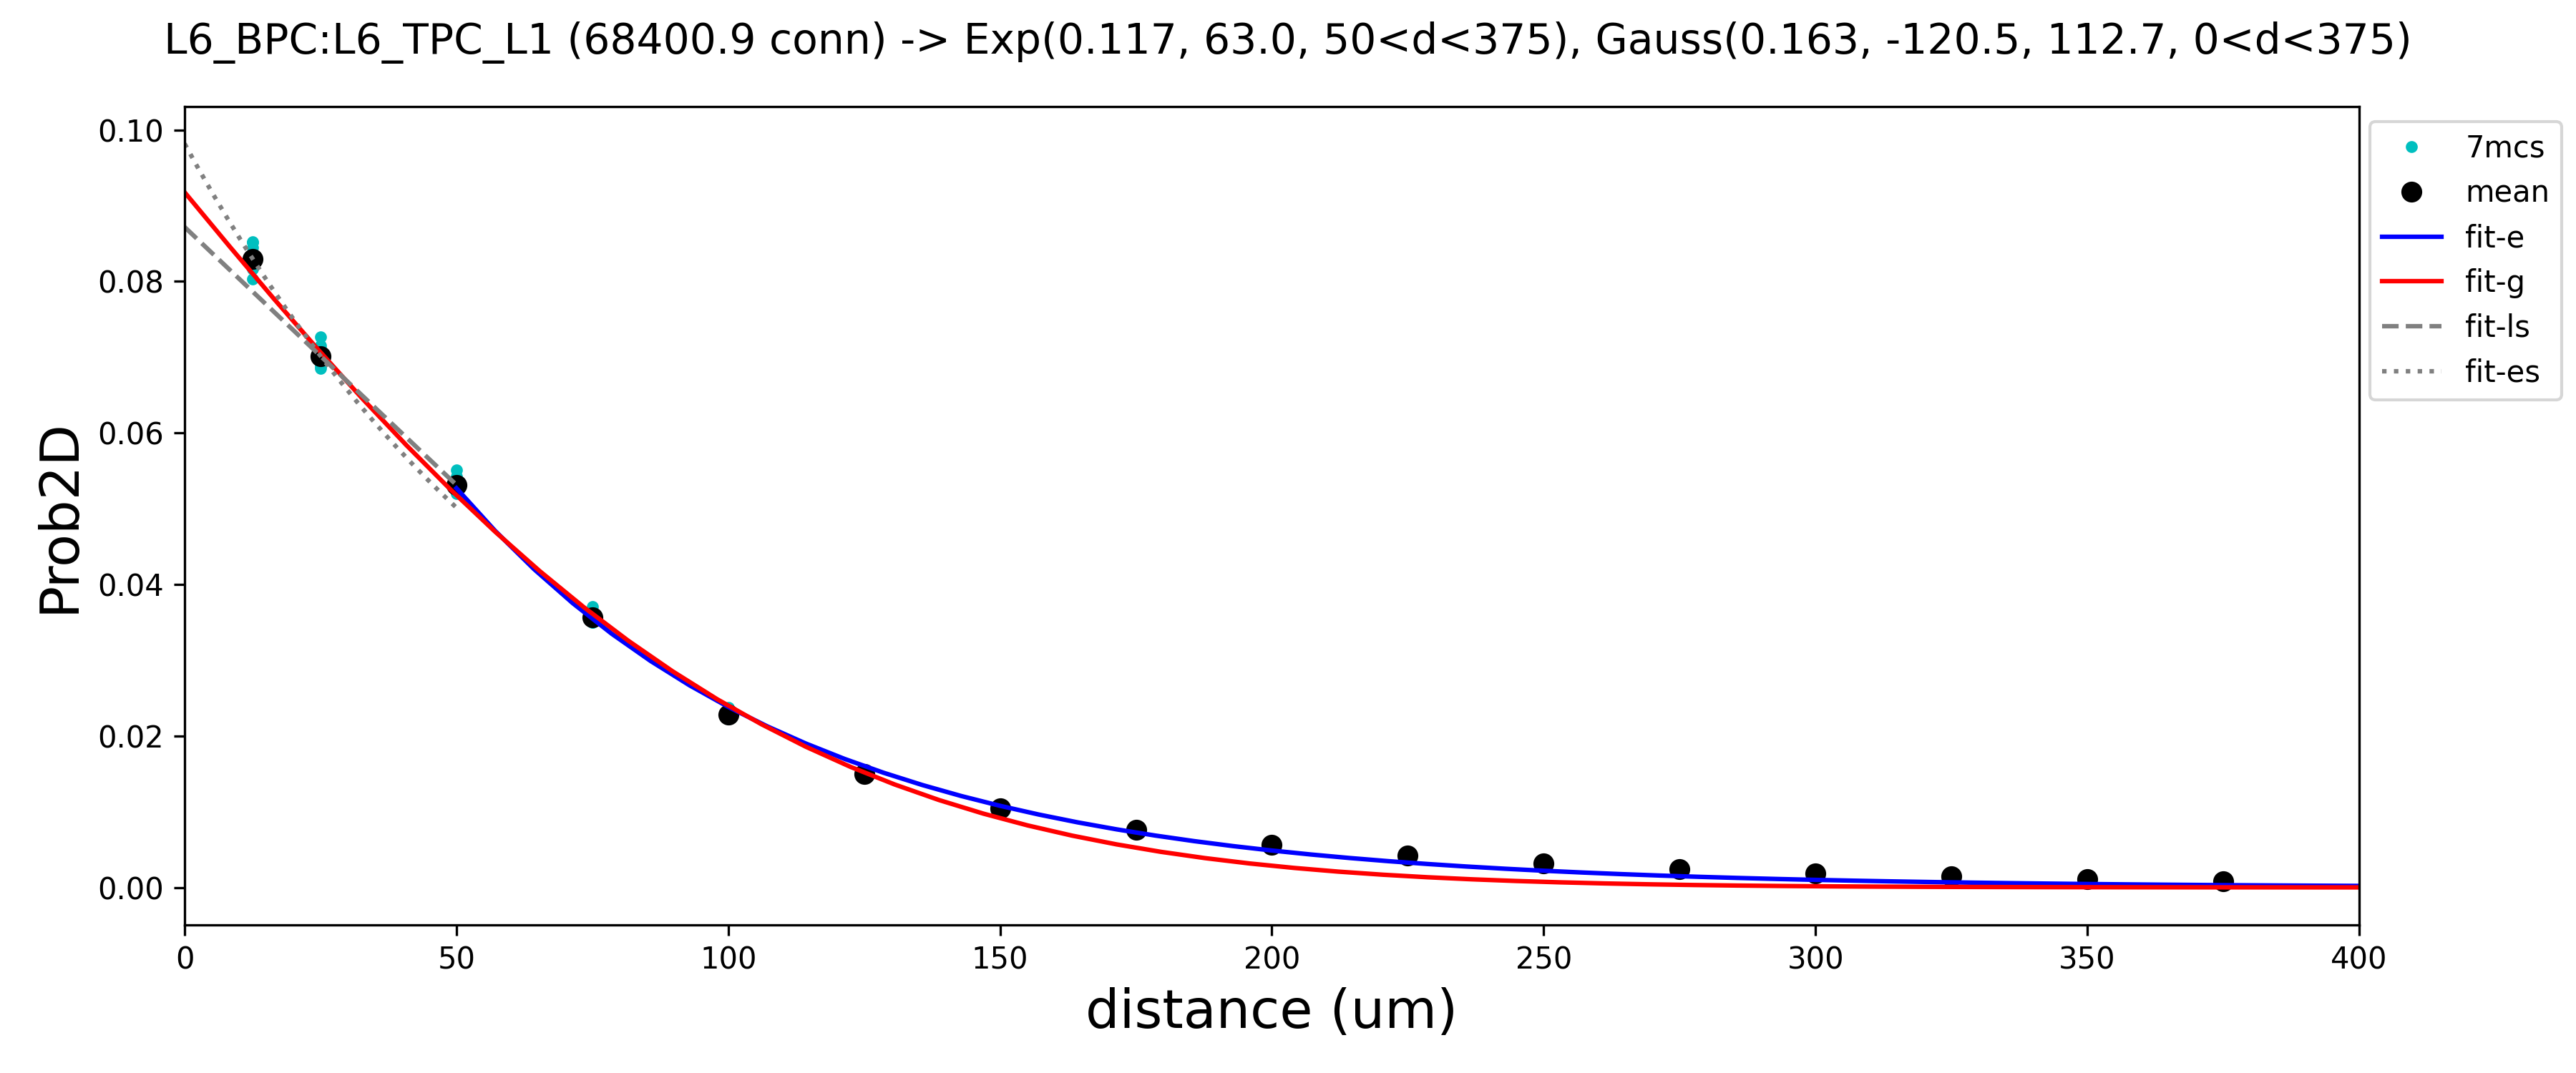 L6_BPC:L6_TPC_L1 (68400.9 conn) -> Exp(0.117, 63.0, 50<d<375), Gauss(0.163, -120.5, 112.7, 0<d<375)
0.10
0.08
0.06
0.04
0.02
0.00
Prob2D
0 50 100 150 200 250 300 350 400
distance (um)
7mcs
mean
fit-e
fit-g
fit-ls
fit-es